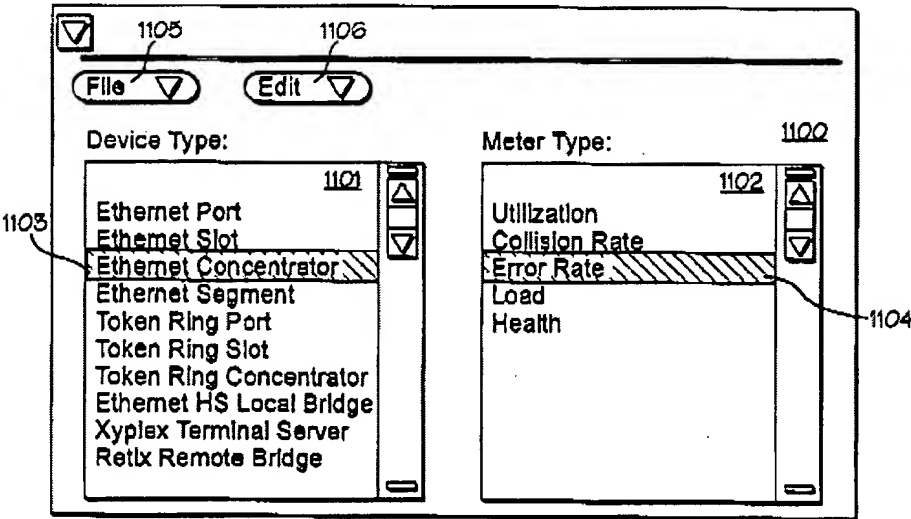 1105
1106
File
Edit
1100
Device Type:
Meter Type:
1101
Ethernet Port
Ethernet Slot
1103
Ethernet Concentrator
Ethernet Segment
Token Ring Port
Token Ring Slot
Token Ring Concentrator
Ethernet HS Local Bridge
Xyplex Terminal Server
Retix Remote Bridge
1102
Utilization
Collision Rate
Error Rate
Load
Health
1104